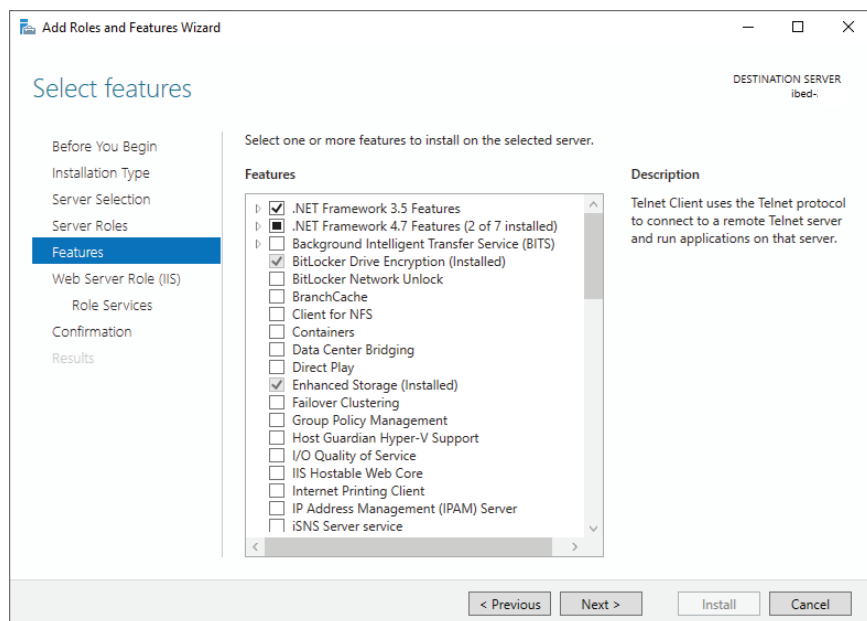 Add Roles and Features Wizard
Select features
DESTINATION SERVER
ibed-
Before You Begin
Installation Type
Server Selection
Server Roles
Features
Web Server Role (IIS)
Role Services
Confirmation
Results
Select one or more features to install on the selected server.
Features
.NET Framework 3.5 Features
.NET Framework 4.7 Features (2 of 7 installed)
Background Intelligent Transfer Service (BITS)
BitLocker Drive Encryption (Installed)
BitLocker Network Unlock
BranchCache
Client for NFS
Containers
Data Center Bridging
Direct Play
Enhanced Storage (Installed)
Failover Clustering
Group Policy Management
Host Guardian Hyper-V Support
I/O Quality of Service
IIS Hostable Web Core
Internet Printing Client
IP Address Management (IPAM) Server
iSNS Server service
Description
Telnet Client uses the Telnet protocol
to connect to a remote Telnet server
and run applications on that server.
< Previous
Next >
Install
Cancel